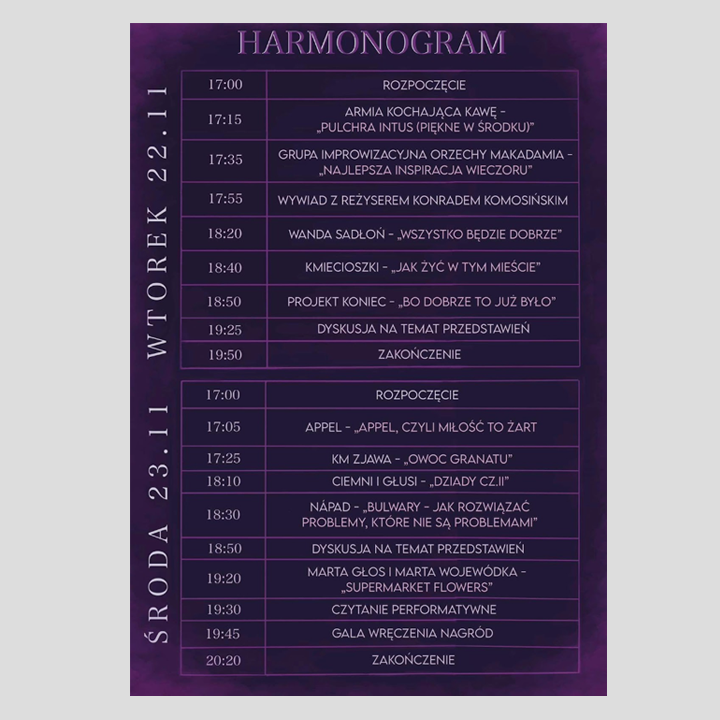 HARMONOGRAM
WTOREK 22.11
17:00 ROZPOCZĘCIE
17:15 ARMIA KOCHAJĄCA KAWĘ –
„PULCHRA INTUS (PIĘKNE W ŚRODKU)”
17:35 GRUPA IMPROWIZACYJNA ORZECHY MAKADAMIA –
„NAJLEPSZA INSPIRACJA WIECZORU”
17:55 WYWIAD Z REŻYSEREM KONRADEM KOMOSIŃSKIM
18:20 WANDA SADŁOŃ – „WSZYSTKO BĘDZIE DOBRZE”
18:40 KMIECIOSZKI – „JAK ŻYĆ W TYM MIEŚCIE”
18:50 PROJEKT KONIEC – „BO DOBRZE TO JUŻ BYŁO”
19:25 DYSKUSJA NA TEMAT PRZEDSTAWIEŃ
19:50 ZAKOŃCZENIE
ŚRODA 23.11
17:00 ROZPOCZĘCIE
17:05 APPEL – „APPEL, CZYLI MIŁOŚĆ TO ŻART
17:25 KM ZJAWA – „OWOC GRANATU”
18:10 CIEMNI I GŁUSI – „DZIADY CZ.II”
18:30 NÁPAD – „BULWARY – JAK ROZWIĄZAĆ
PROBLEMY, KTÓRE NIE SĄ PROBLEMAMI”
18:50 DYSKUSJA NA TEMAT PRZEDSTAWIEŃ
19:20 MARTA GŁOS I MARTA WOJEWÓDKA –
„SUPERMARKET FLOWERS”
19:30 CZYTANIE PERFORMATYWNE
19:45 GALA WRĘCZENIA NAGRÓD
20:20 ZAKOŃCZENIE